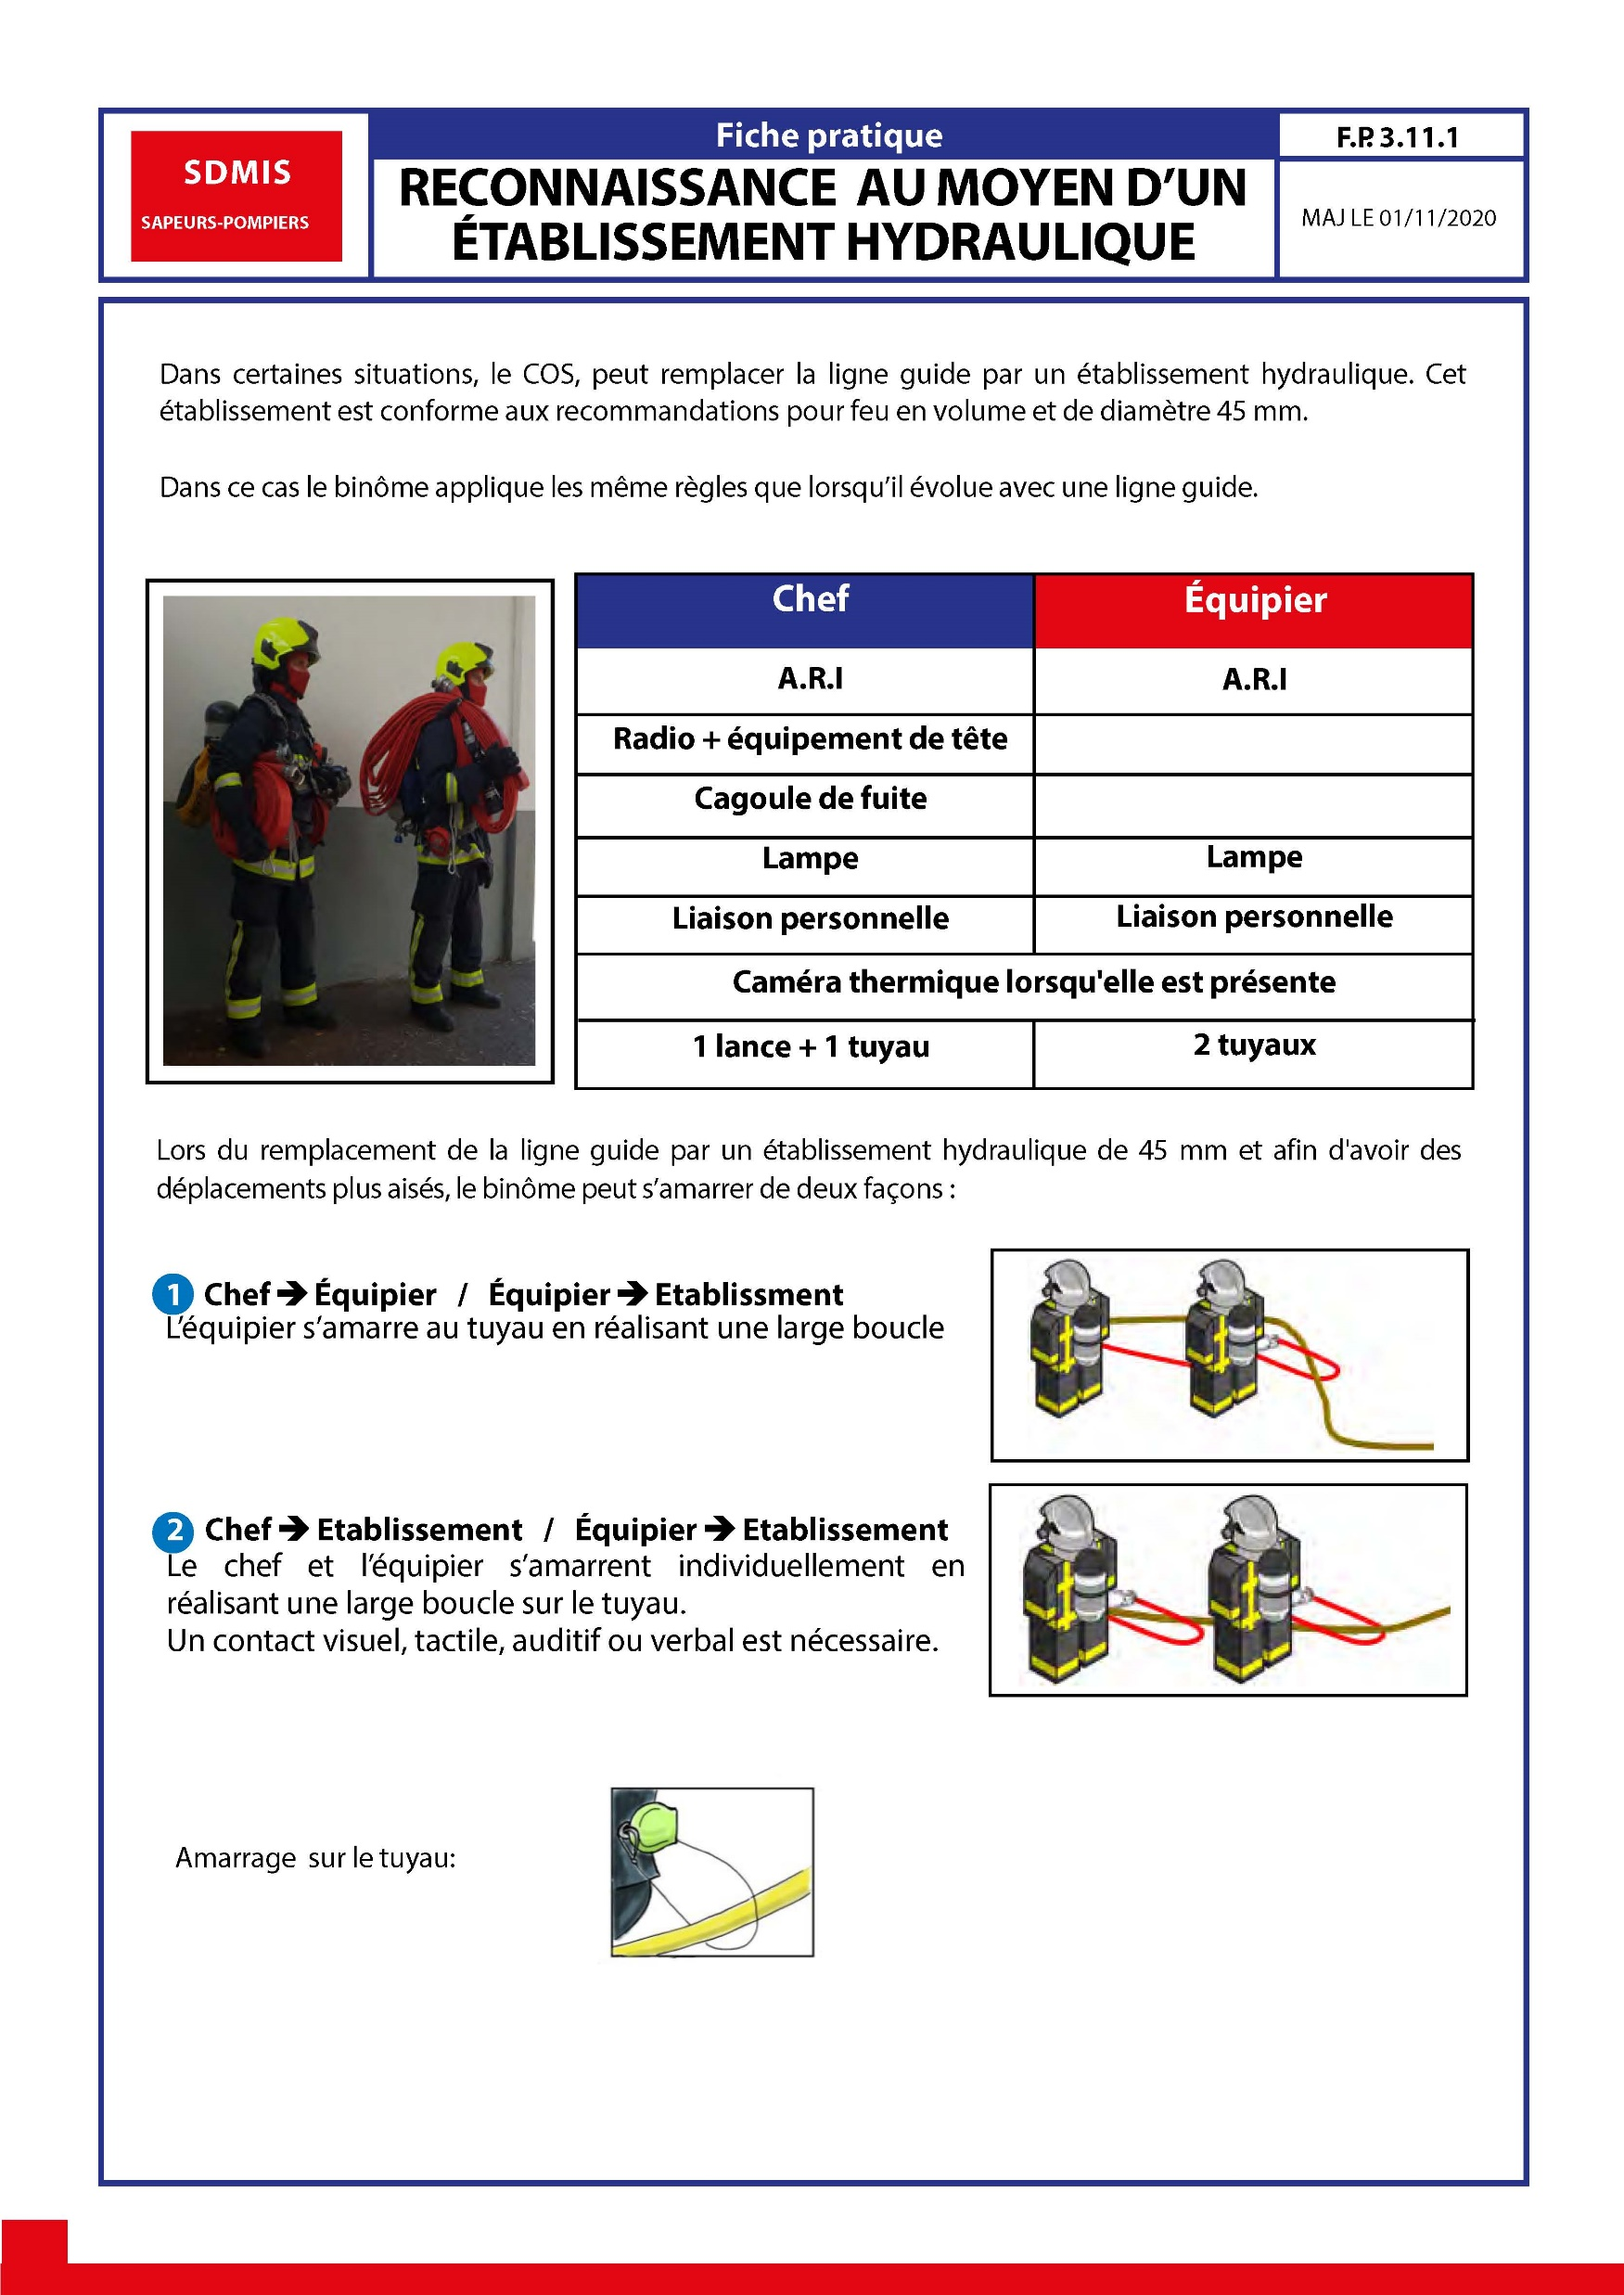 SDMIS
SAPEURS-POMPIERS
Fiche pratique
RECONNAISSANCE AU MOYEN D’UN
ÉTABLISSEMENT HYDRAULIQUE
F.P. 3.11.1
MAJ LE 01/11/2020
Dans certaines situations, le COS, peut remplacer la ligne guide par un établissement hydraulique. Cet
établissement est conforme aux recommandations pour feu en volume et de diamètre 45 mm.
Dans ce cas le binôme applique les même règles que lorsqu’il évolue avec une ligne guide.
Chef Équipier
A.R.I A.R.I
Radio + équipement de tête
Cagoule de fuite
Lampe Lampe
Liaison personnelle Liaison personnelle
Caméra thermique lorsqu'elle est présente
1 lance + 1 tuyau 2 tuyaux
Lors du remplacement de la ligne guide par un établissement hydraulique de 45 mm et afin d'avoir des
déplacements plus aisés, le binôme peut s’amarrer de deux façons :
1 Chef ➔ Équipier / Équipier ➔ Etablissment
L’équipier s’amarre au tuyau en réalisant une large boucle
2 Chef ➔ Etablissement / Équipier ➔ Etablissement
Le chef et l’équipier s’amarrent individuellement en
réalisant une large boucle sur le tuyau.
Un contact visuel, tactile, auditif ou verbal est nécessaire.
Amarrage sur le tuyau: